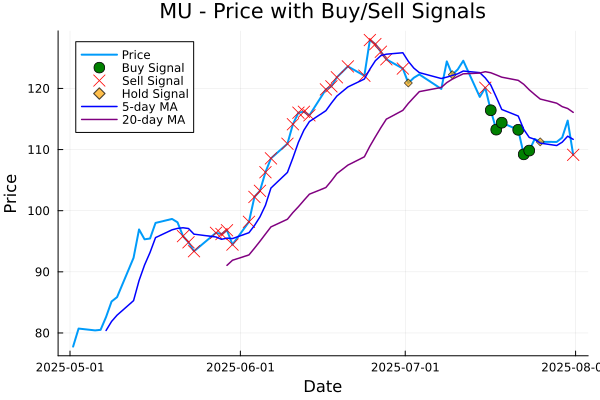 MU - Price with Buy/Sell Signals
Price
Buy Signal
Sell Signal
Hold Signal
5-day MA
20-day MA
120
110
100
90
80
Price
2025-05-01
2025-06-01
2025-07-01
2025-08-0
Date